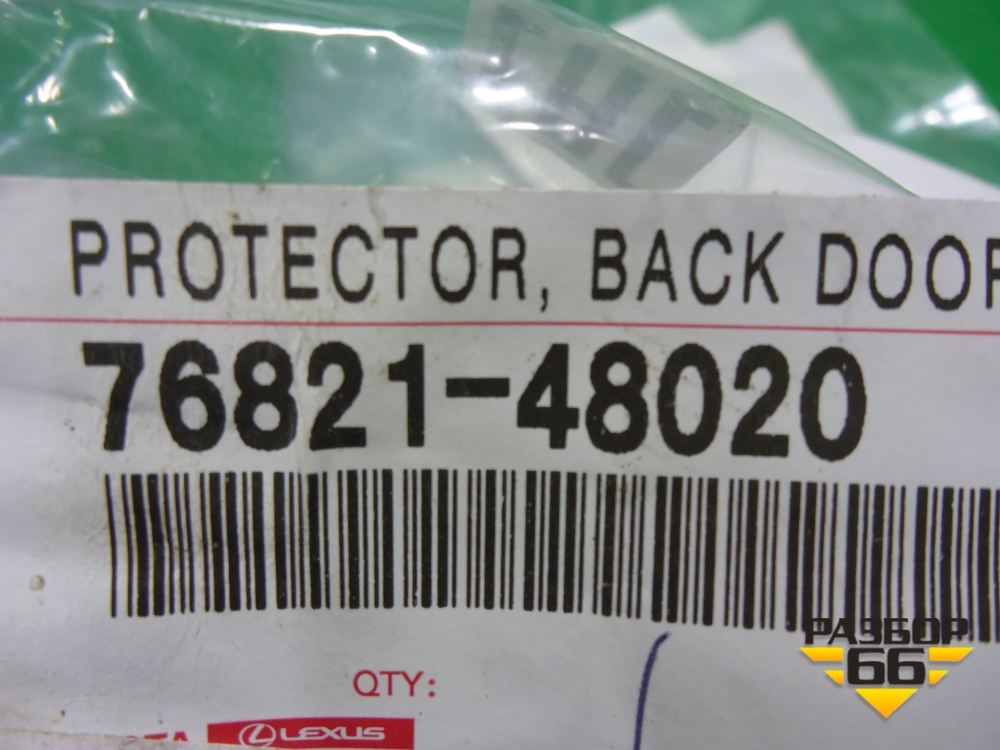 PROTECTOR, BACK DOOR
76821-48020
QTY:
LEXUS
РАЗБОР
66